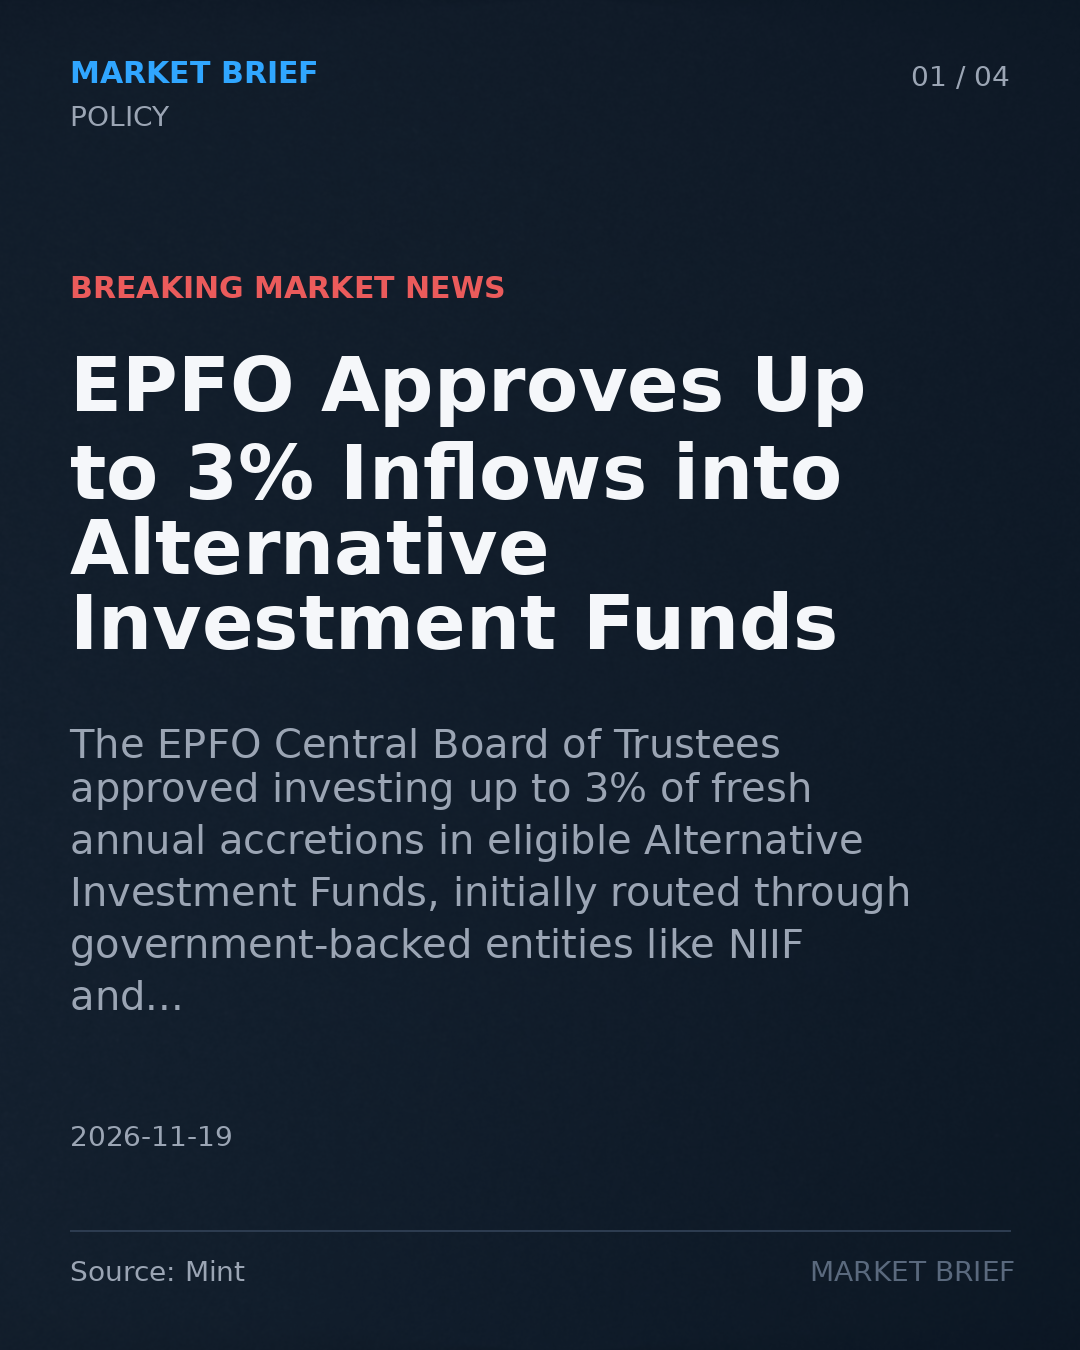 MARKET BRIEF
01 / 04
POLICY
BREAKING MARKET NEWS
EPFO Approves Up
to 3% Inflows into
Alternative
Investment Funds
The EPFO Central Board of Trustees
approved investing up to 3% of fresh
annual accretions in eligible Alternative
Investment Funds, initially routed through
government-backed entities like NIIF
and...
2026-11-19
Source: Mint
MARKET BRIEF